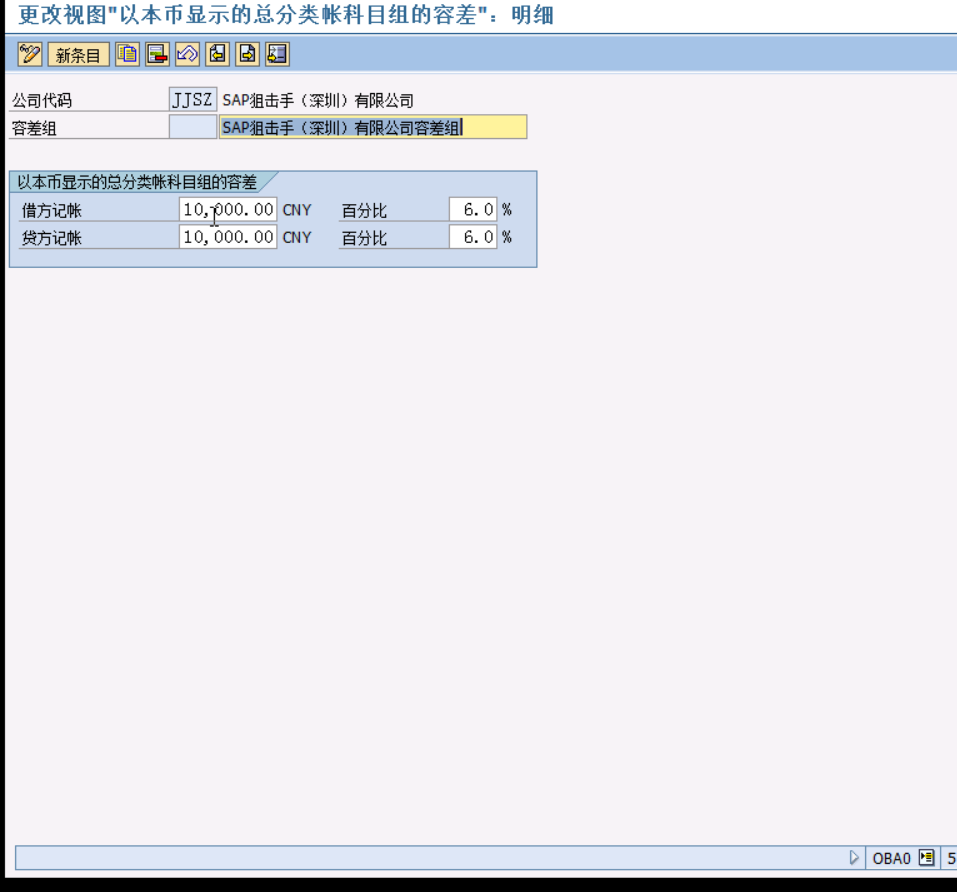 更改视图"以本币显示的总分类帐科目组的容差": 明细
新条目
公司代码 JJSZ SAP狙击手（深圳）有限公司
容差组 SAP狙击手（深圳）有限公司容差组
以本币显示的总分类帐科目组的容差
借方记帐 10,000.00 CNY 百分比 6.0 %
贷方记帐 10,000.00 CNY 百分比 6.0 %
OBA0 5